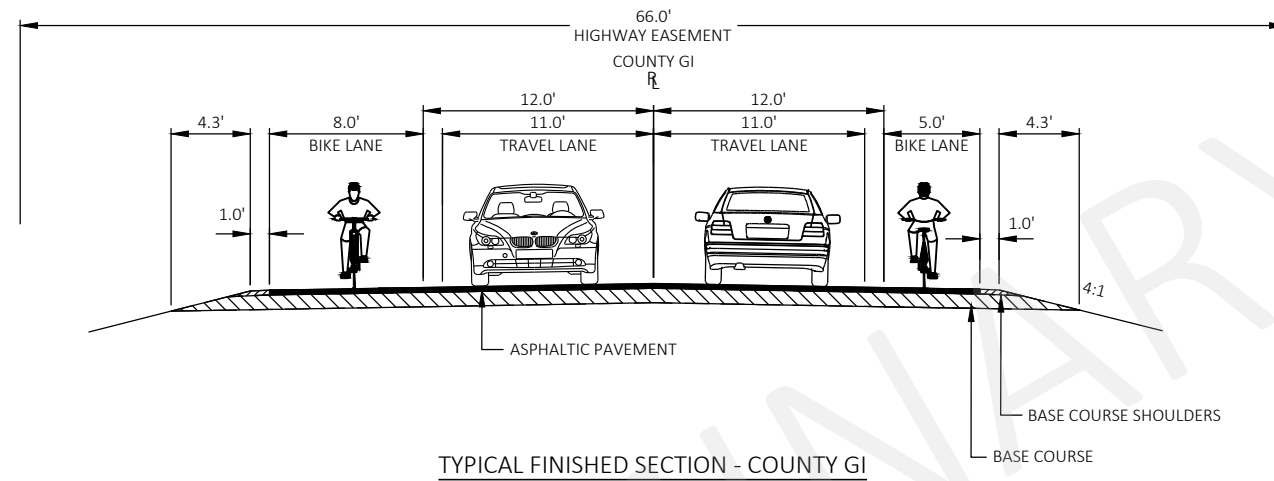 66.0'
HIGHWAY EASEMENT
COUNTY GI
R
L
12.0' 12.0'
4.3' 8.0' 11.0' 11.0' 5.0' 4.3'
BIKE LANE TRAVEL LANE TRAVEL LANE BIKE LANE
1.0' 1.0'
4:1
ASPHALTIC PAVEMENT
BASE COURSE SHOULDERS
BASE COURSE
TYPICAL FINISHED SECTION - COUNTY GI
INARY